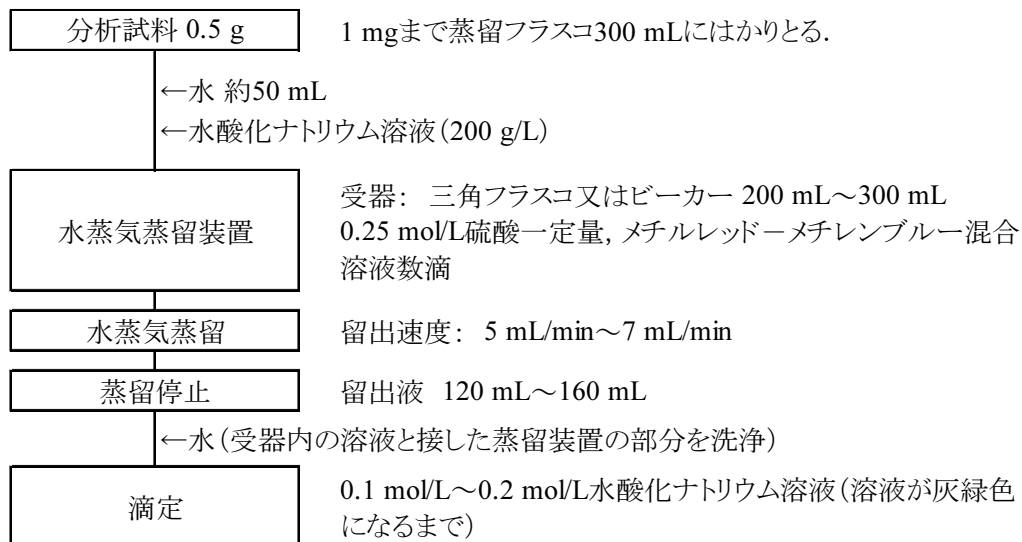 分析試料 0.5 g
1 mgまで蒸留フラスコ300 mLにはかりとる.
←水 約50 mL
←水酸化ナトリウム溶液(200 g/L)
水蒸気蒸留装置
受器: 三角フラスコ又はビーカー 200 mL～300 mL
0.25 mol/L硫酸一定量, メチルレッド－メチレンブルー混合
溶液数滴
水蒸気蒸留
留出速度: 5 mL/min～7 mL/min
蒸留停止
留出液 120 mL～160 mL
←水(受器内の溶液と接した蒸留装置の部分を洗浄)
滴定
0.1 mol/L～0.2 mol/L水酸化ナトリウム溶液(溶液が灰緑色
になるまで)